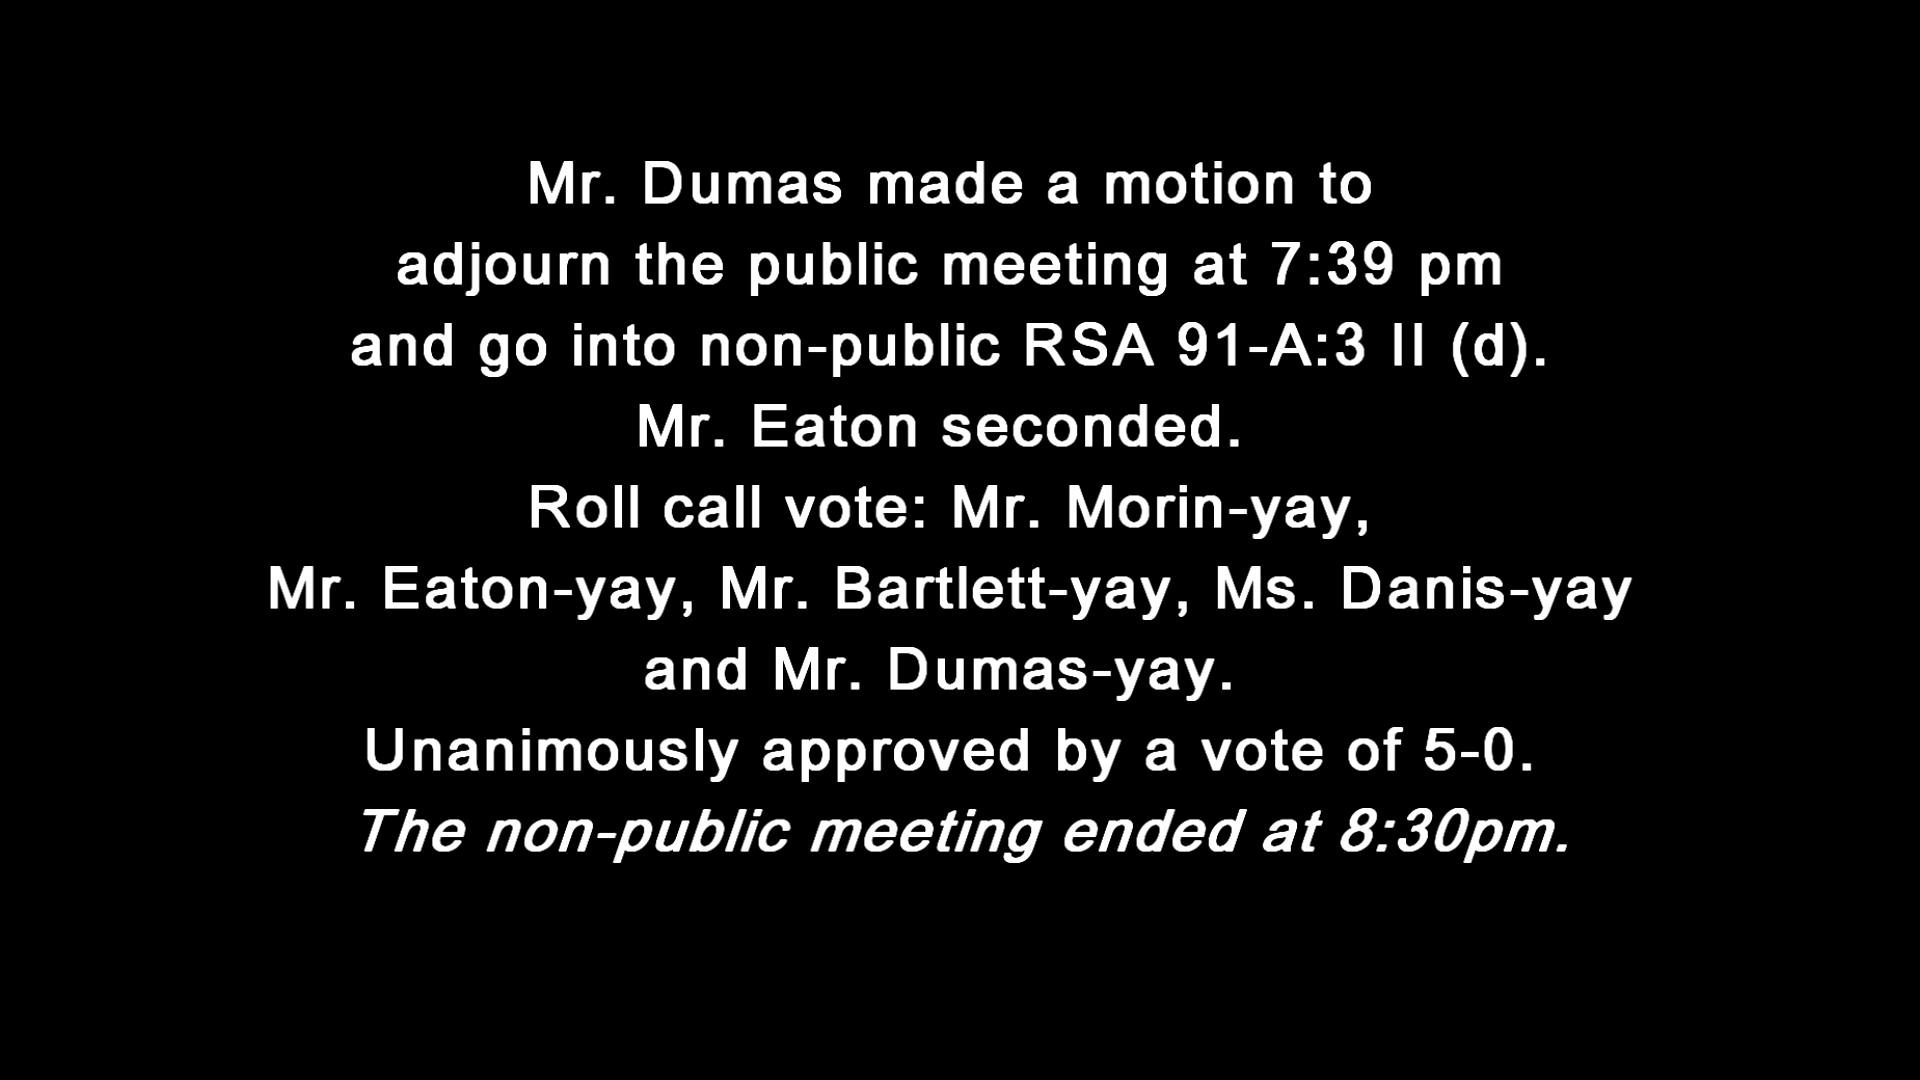 Mr. Dumas made a motion to
adjourn the public meeting at 7:39 pm
and go into non-public RSA 91-A:3 II (d).
Mr. Eaton seconded.
Roll call vote: Mr. Morin-yay,
Mr. Eaton-yay, Mr. Bartlett-yay, Ms. Danis-yay
and Mr. Dumas-yay.
Unanimously approved by a vote of 5-0.
The non-public meeting ended at 8:30pm.